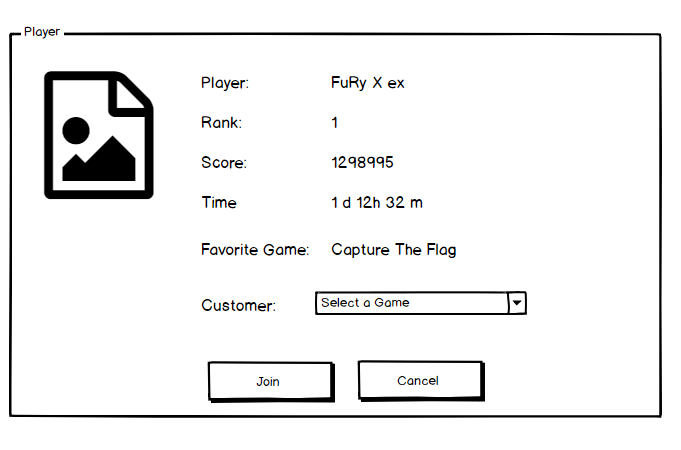 Player
Player: FuRy X ex
Rank: 1
Score: 1298995
Time 1 d 12h 32 m
Favorite Game: Capture The Flag
Customer: Select a Game
Join Cancel